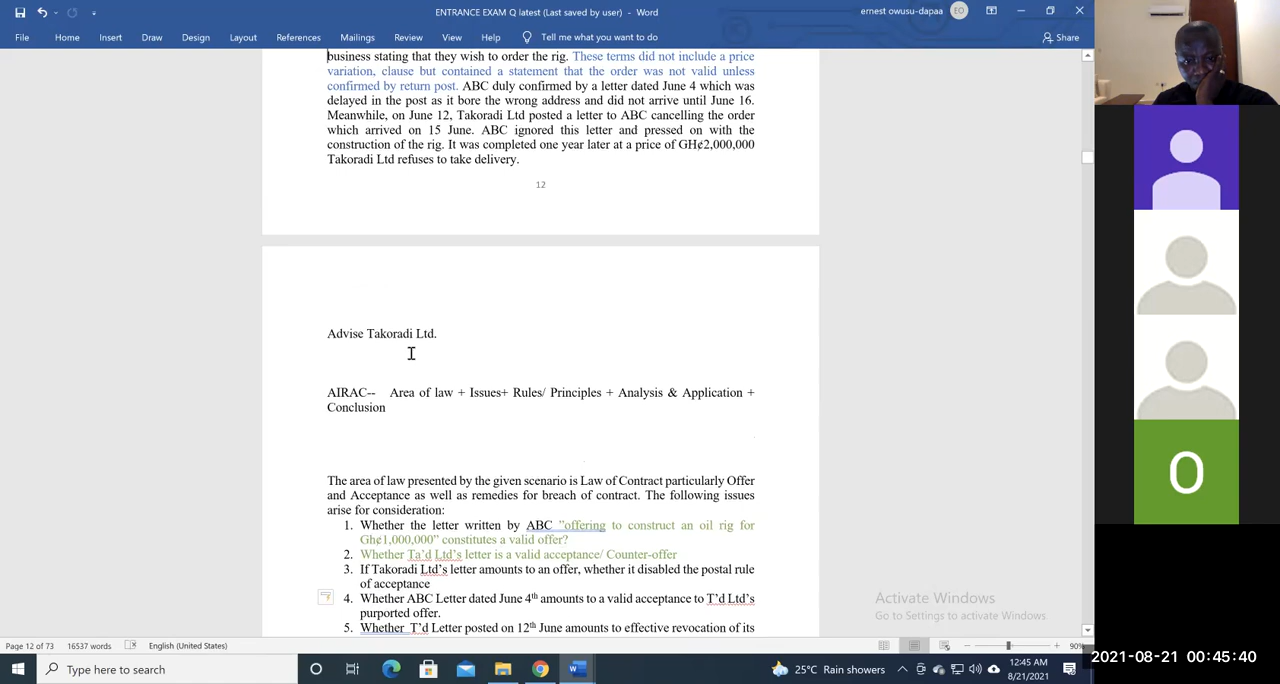 ENTRANCE EXAM Q latest (Last saved by user) - Word
ernest owusu-dapaa
EO
File Home Insert Draw Design Layout References Mailings Review View Help Tell me what you want to do
Share
business stating that they wish to order the rig. These terms did not include a price
variation, clause but contained a statement that the order was not valid unless
confirmed by return post. ABC duly confirmed by a letter dated June 4 which was
delayed in the post as it bore the wrong address and did not arrive until June 16.
Meanwhile, on June 12, Takoradi Ltd posted a letter to ABC cancelling the order
which arrived on 15 June. ABC ignored this letter and pressed on with the
construction of the rig. It was completed one year later at a price of GH¢2,000,000
Takoradi Ltd refuses to take delivery.
12
Advise Takoradi Ltd.
AIRAC-- Area of law + Issues+ Rules/ Principles + Analysis & Application +
Conclusion
The area of law presented by the given scenario is Law of Contract particularly Offer
and Acceptance as well as remedies for breach of contract. The following issues
arise for consideration:
1. Whether the letter written by ABC "offering to construct an oil rig for
Gh¢1,000,000" constitutes a valid offer?
2. Whether Ta'd Ltd's letter is a valid acceptance/ Counter-offer
3. If Takoradi Ltd's letter amounts to an offer, whether it disabled the postal rule
of acceptance
4. Whether ABC Letter dated June 4th amounts to a valid acceptance to T'd Ltd's
purported offer.
5. Whether T'd Letter posted on 12th June amounts to effective revocation of its
Activate Windows
Go to Settings to activate Windows.
O
Page 12 of 73 16537 words English (United States)
90%
Type here to search
25°C Rain showers
12:45 AM
8/21/2021
2021-08-21 00:45:40